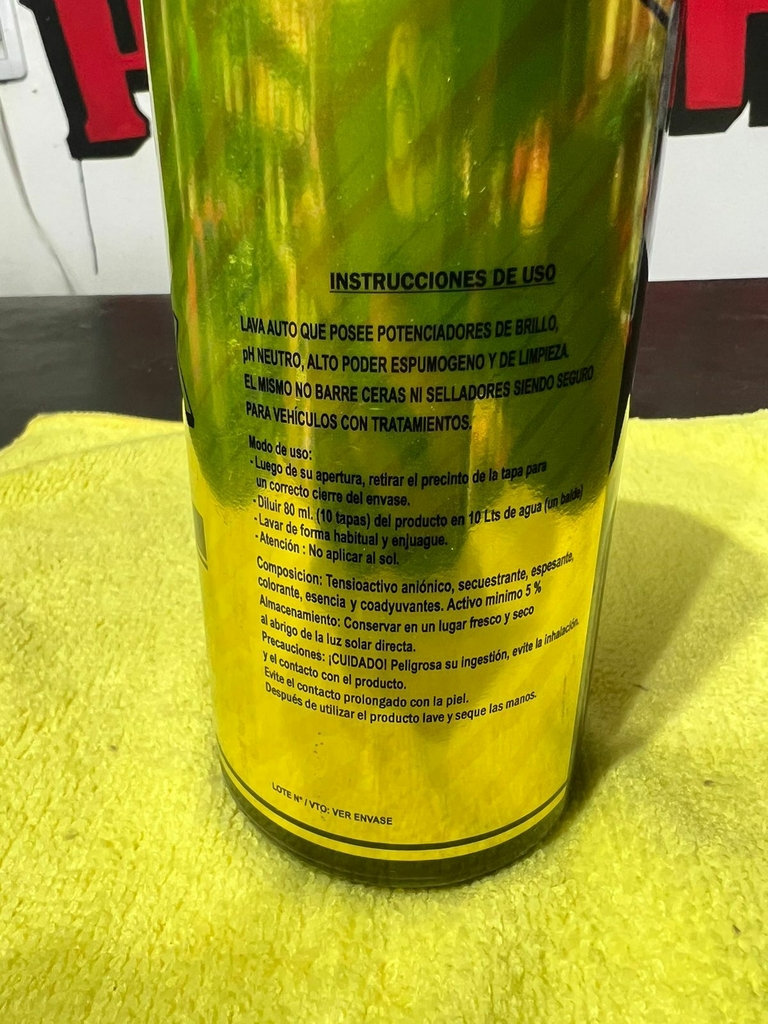 INSTRUCCIONES DE USO
LAVA AUTO QUE POSEE POTENCIADORES DE BRILLO,
pH NEUTRO, ALTO PODER ESPUMOGENO Y DE LIMPIEZA.
EL MISMO NO BARRE CERAS NI SELLADORES SIENDO SEGURO
PARA VEHÍCULOS CON TRATAMIENTOS.
Modo de uso:
- Luego de su apertura, retirar el precinto de la tapa para
un correcto cierre del envase.
- Diluir 80 ml. (10 tapas) del producto en 10 Lts de agua (un balde)
- Lavar de forma habitual y enjuague.
- Atención : No aplicar al sol.
Composicion: Tensioactivo aniónico, secuestrante, espesante,
colorante, esencia y coadyuvantes. Activo minimo 5 %
Almacenamiento: Conservar en un lugar fresco y seco
al abrigo de la luz solar directa.
Precauciones: ¡CUIDADO! Peligrosa su ingestión, evite la inhalación.
y el contacto con el producto.
Evite el contacto prolongado con la piel.
Después de utilizar el producto lave y seque las manos.
LOTE Nº / VTO: VER ENVASE